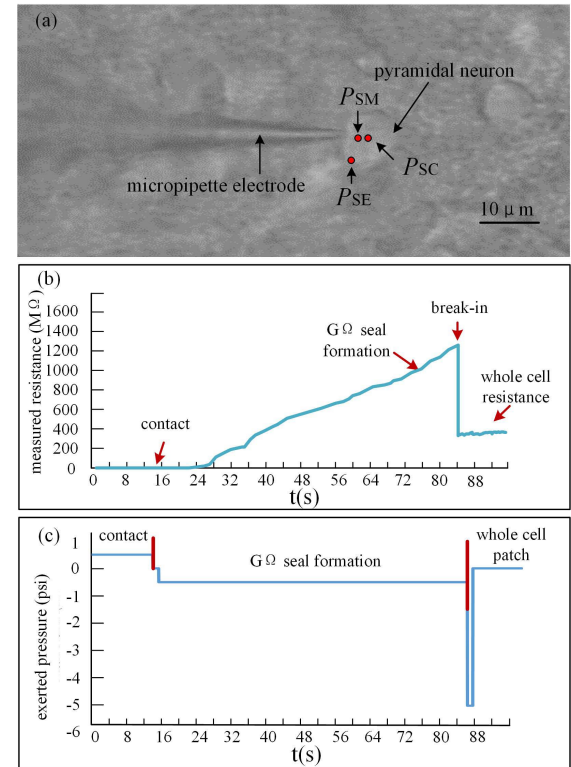 (a)
pyramidal neuron
PSM
PSC
micropipette electrode
PSE
10 μm
(b)
measured resistance (MΩ)
1600
1400
1200
1000
800
600
400
200
0
contact
GΩ seal
formation
break-in
whole cell
resistance
0 8 16 24 32 40 48 56 64 72 80 88
t(s)
(c)
exerted pressure (psi)
contact
GΩ seal formation
whole cell
patch
1
0
-1
-2
-3
-4
-5
-6
0 8 16 24 32 40 48 56 64 72 80 88
t(s)